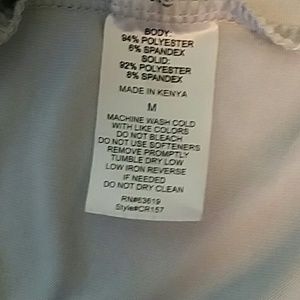 BODY:
94% POLYESTER
6% SPANDEX
SOLID:
92% POLYESTER
8% SPANDEX
MADE IN KENYA
M
MACHINE WASH COLD
WITH LIKE COLORS
DO NOT BLEACH
DO NOT USE SOFTENERS
REMOVE PROMPTLY
TUMBLE DRY LOW
LOW IRON REVERSE
IF NEEDED
DO NOT DRY CLEAN
RN#63619
Style#CR157